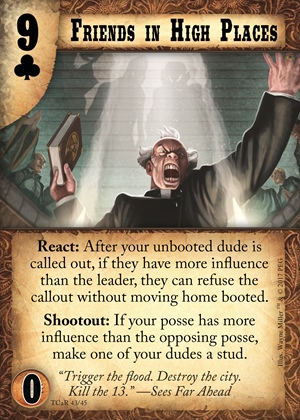 9
FRIENDS IN HIGH PLACES
React: After your unbooted dude is
called out, if they have more influence
than the leader, they can refuse the
callout without moving home booted.
Shootout: If your posse has more
influence than the opposing posse,
make one of your dudes a stud.
0
"Trigger the flood. Destroy the city.
Kill the 13." —Sees Far Ahead
TCaR 43/45
Illus. Wayne Miller © 2017 PEG